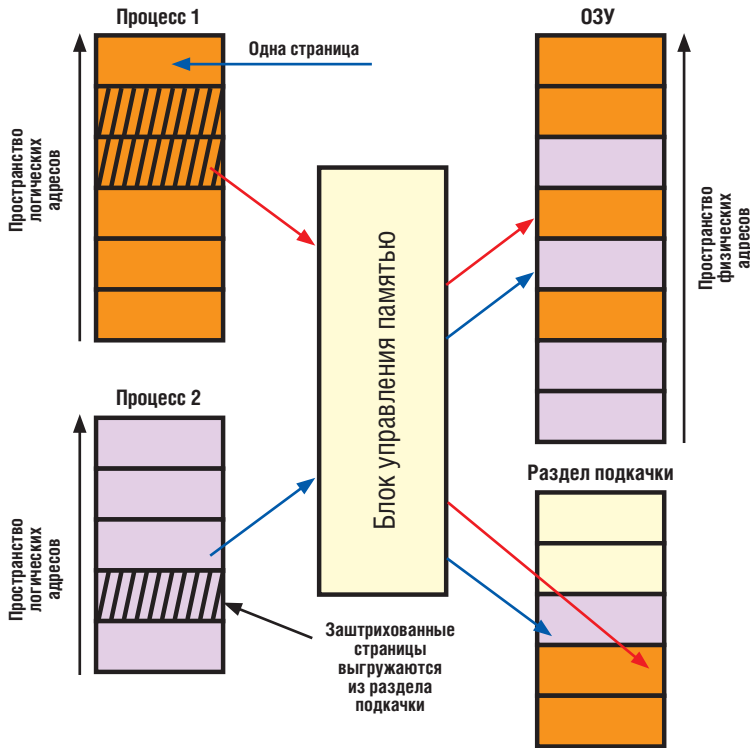 Процесс 1
Одна страница
Пространство
логических
адресов
ОЗУ
Пространство
физических
адресов
Блок управления памятью
Процесс 2
Пространство
логических
адресов
Заштрихованные
страницы
выгружаются
из раздела
подкачки
Раздел подкачки